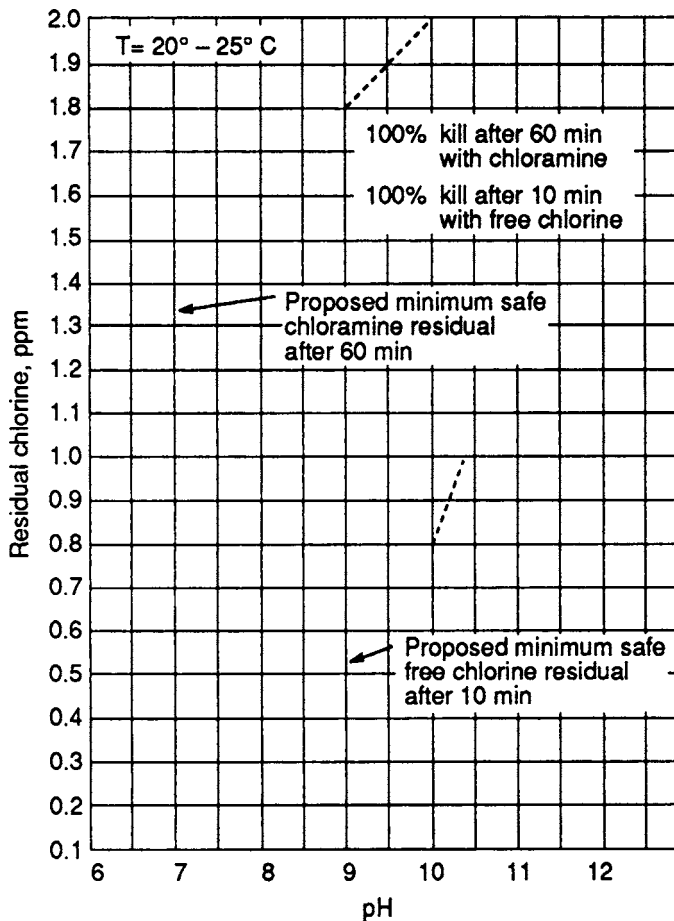 2.0
1.9
1.8
1.7
1.6
1.5
1.4
1.3
1.2
1.1
1.0
0.9
0.8
0.7
0.6
0.5
0.4
0.3
0.2
0.1
Residual chlorine, ppm
T= 20° – 25° C
100% kill after 60 min
with chloramine
100% kill after 10 min
with free chlorine
Proposed minimum safe
chloramine residual
after 60 min
Proposed minimum safe
free chlorine residual
after 10 min
6 7 8 9 10 11 12
pH